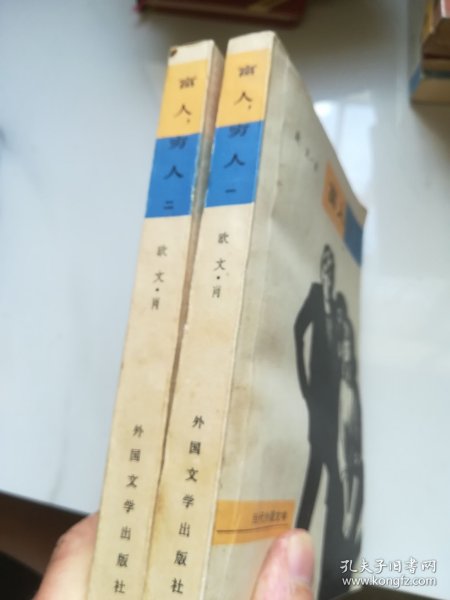 富人，穷人 二
欧文·肖
外国文学出版社
富人，穷人 一
欧文·肖
外国文学出版社
当代外国文学
孔夫子旧书网
www.kongfz.com